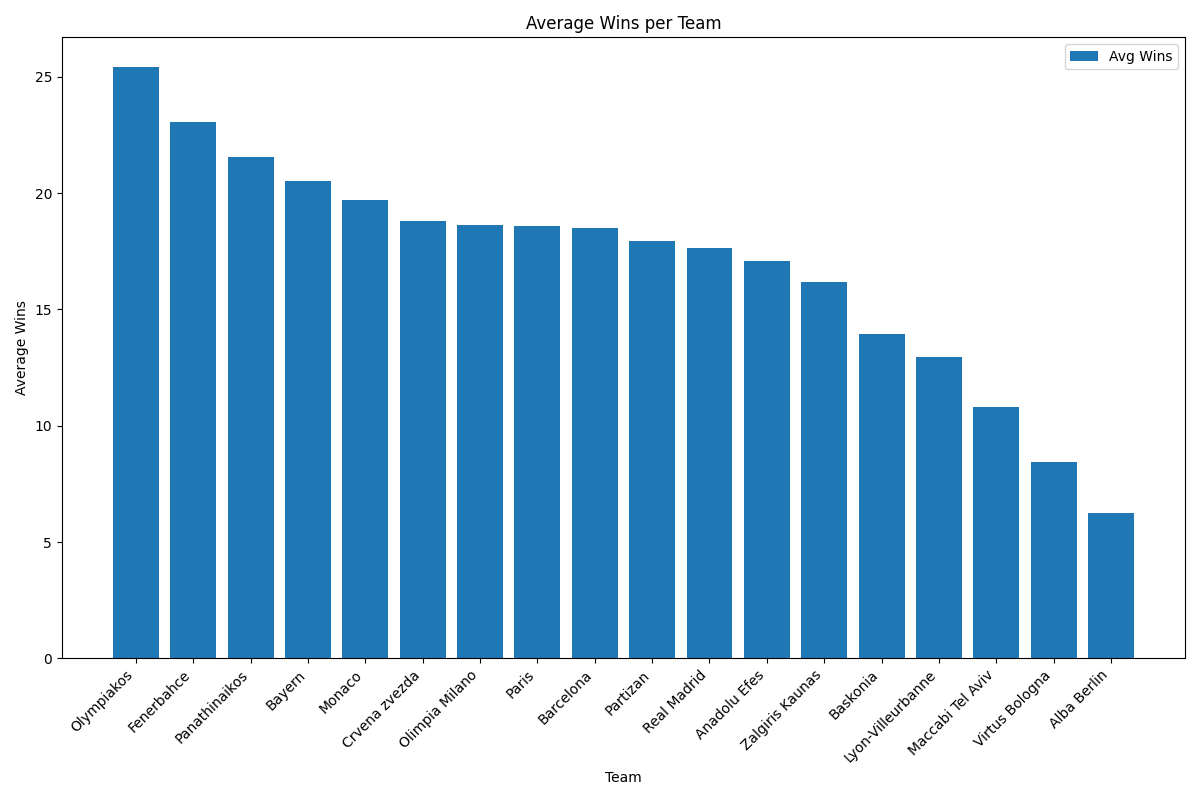 Average Wins per Team
Avg Wins
Average Wins
25
20
15
10
5
0
Olympiakos
Fenerbahce
Panathinaikos
Bayern
Monaco
Crvena zvezda
Olimpia Milano
Paris
Barcelona
Partizan
Real Madrid
Anadolu Efes
Zalgiris Kaunas
Baskonia
Lyon-Villeurbanne
Maccabi Tel Aviv
Virtus Bologna
Alba Berlin
Team